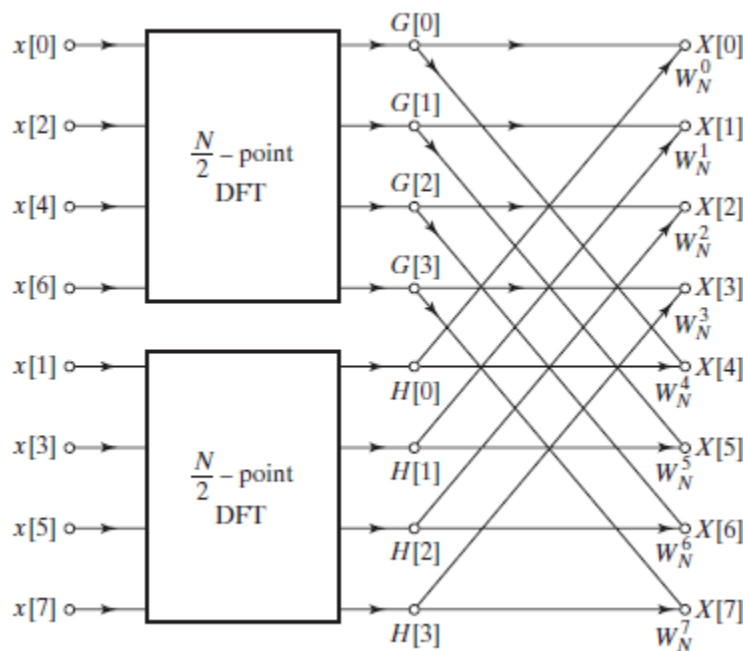 G[0]
x[0] X[0]
W_N^0
G[1]
x[2] X[1]
N/2 – point
DFT
W_N^1
G[2]
x[4] X[2]
W_N^2
G[3]
x[6] X[3]
W_N^3
x[1] X[4]
H[0] W_N^4
x[3] X[5]
N/2 – point
DFT
H[1] W_N^5
x[5] X[6]
H[2] W_N^6
x[7] X[7]
H[3] W_N^7